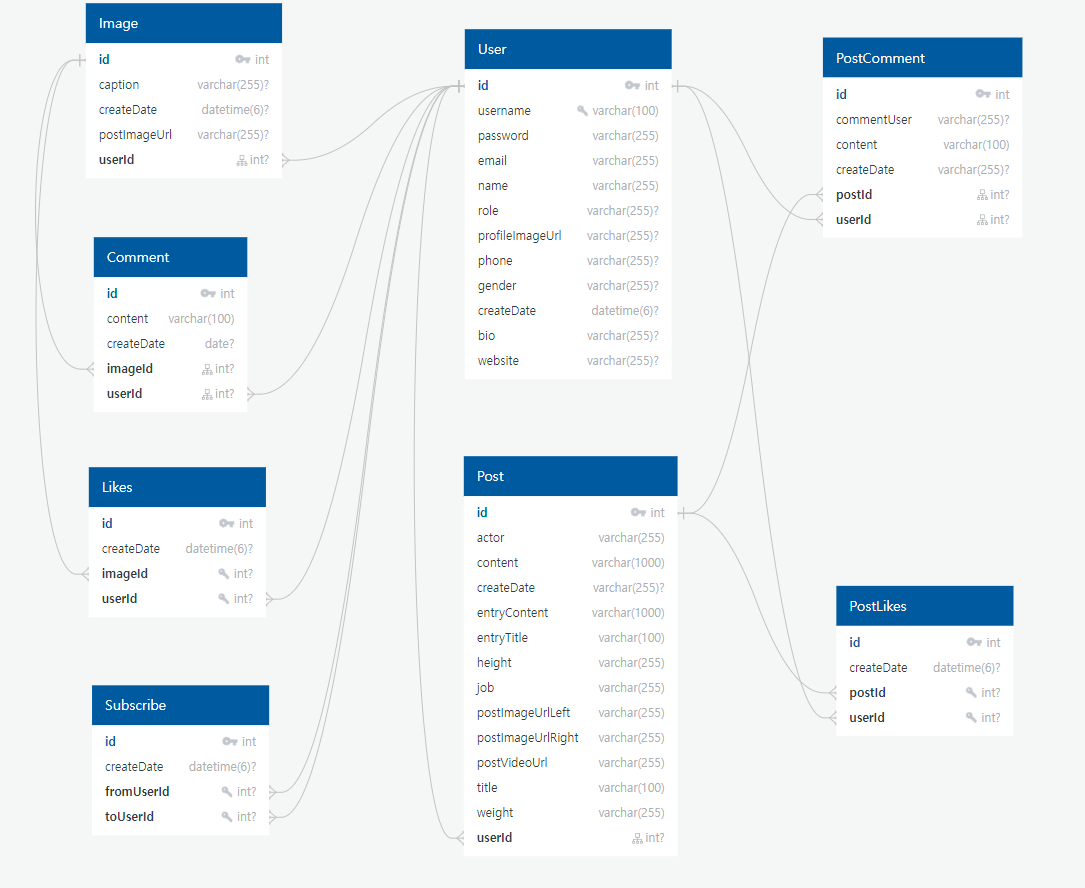 Image
id int
caption varchar(255)?
createDate datetime(6)?
postImageUrl varchar(255)?
userId int?
Comment
id int
content varchar(100)
createDate date?
imageId int?
userId int?
Likes
id int
createDate datetime(6)?
imageId int?
userId int?
Subscribe
id int
createDate datetime(6)?
fromUserId int?
toUserId int?
User
id int
username varchar(100)
password varchar(255)
email varchar(255)
name varchar(255)
role varchar(255)?
profileImageUrl varchar(255)?
phone varchar(255)?
gender varchar(255)?
createDate datetime(6)?
bio varchar(255)?
website varchar(255)?
Post
id int
actor varchar(255)
content varchar(1000)
createDate varchar(255)?
entryContent varchar(1000)
entryTitle varchar(100)
height varchar(255)
job varchar(255)
postImageUrlLeft varchar(255)
postImageUrlRight varchar(255)
postVideoUrl varchar(255)
title varchar(100)
weight varchar(255)
userId int?
PostComment
id int
commentUser varchar(255)?
content varchar(100)
createDate varchar(255)?
postId int?
userId int?
PostLikes
id int
createDate datetime(6)?
postId int?
userId int?